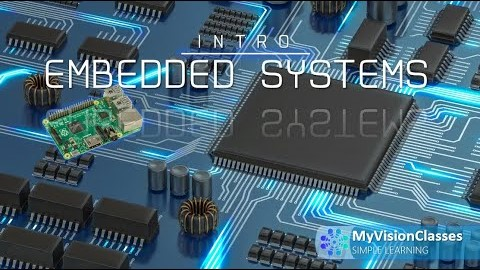 INTRO
EMBEDDED SYSTEMS
MyVisionClasses
SIMPLE LEARNING